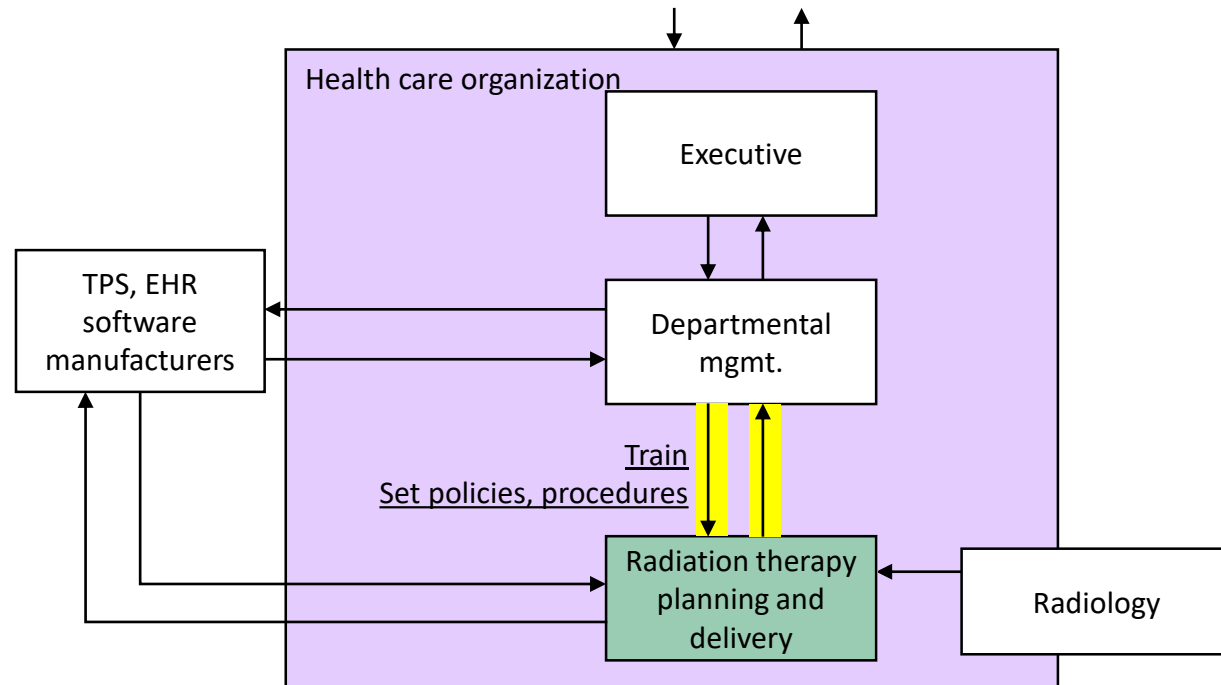 Health care organization
Executive
TPS, EHR
software
manufacturers
Departmental
mgmt.
Train
Set policies, procedures
Radiation therapy
planning and
delivery
Radiology